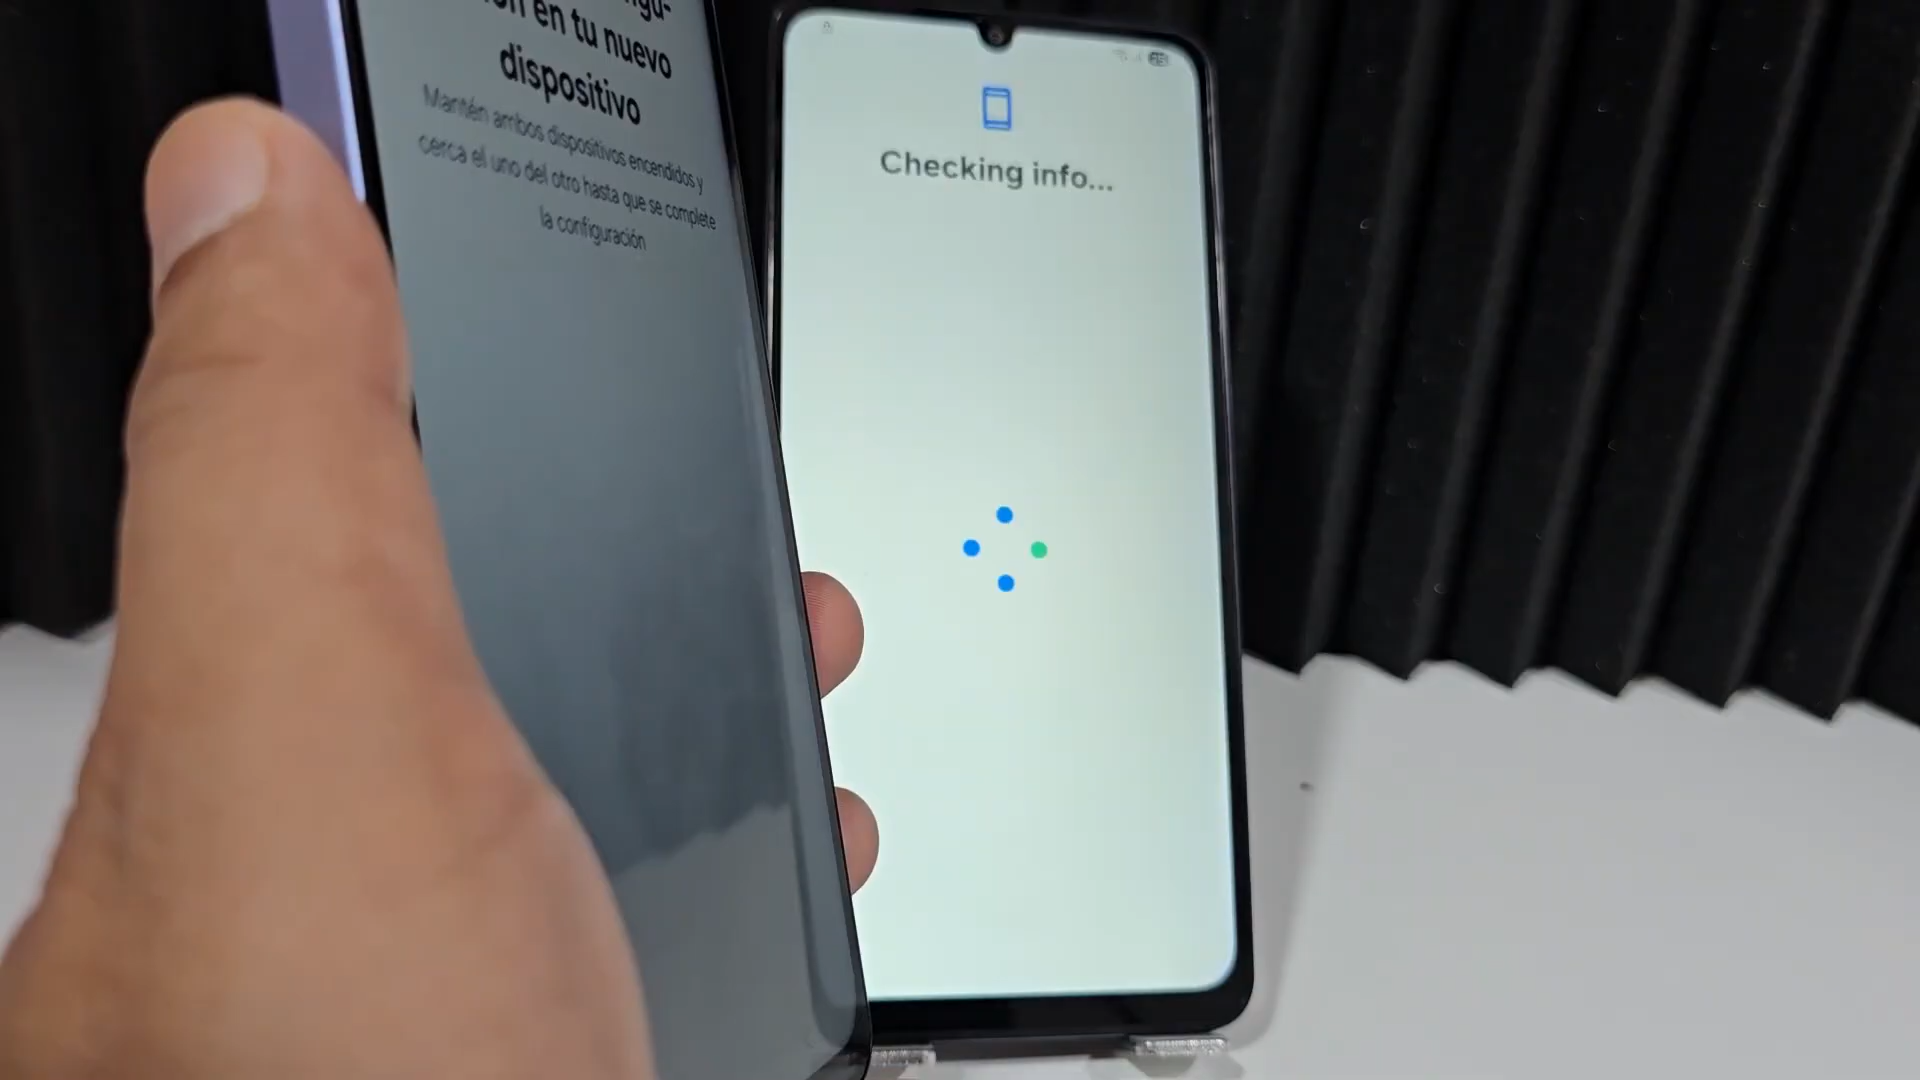 en tu nuevo
dispositivo
Mantén ambos dispositivos encendidos y
cerca el uno del otro hasta que se complete
la configuración
Checking info...